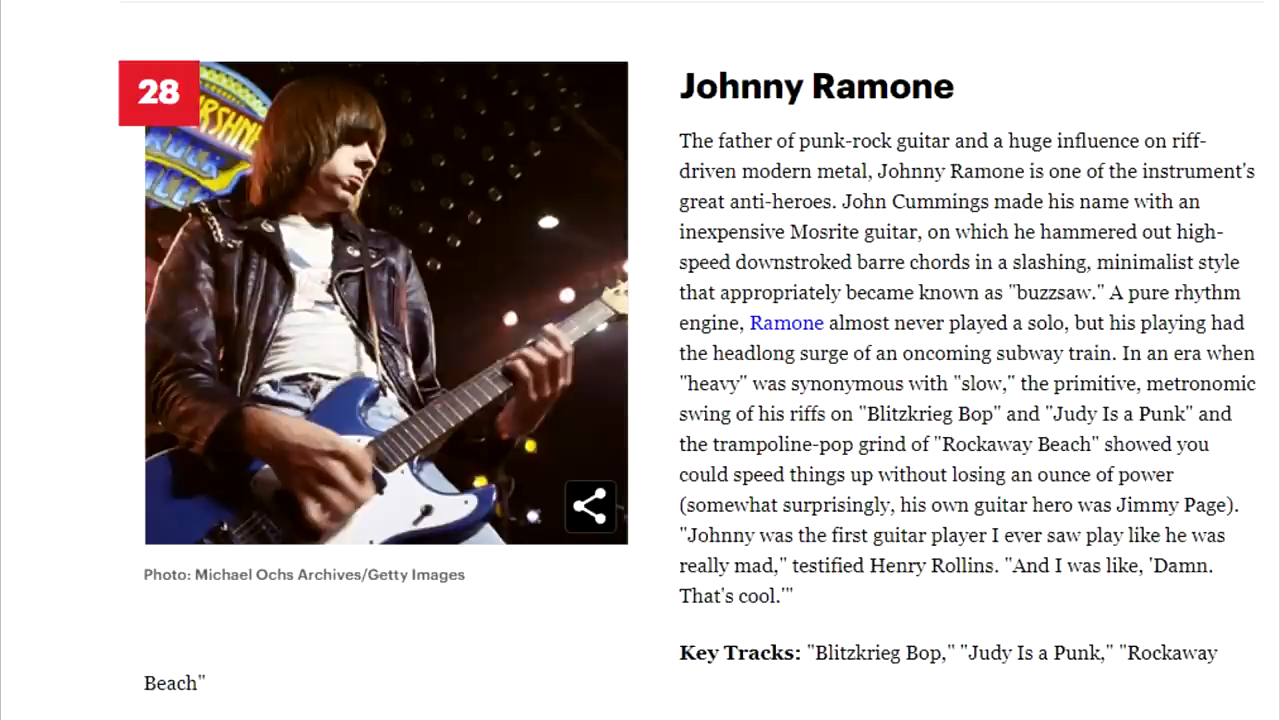 28
Johnny Ramone
The father of punk-rock guitar and a huge influence on riff-
driven modern metal, Johnny Ramone is one of the instrument's
great anti-heroes. John Cummings made his name with an
inexpensive Mosrite guitar, on which he hammered out high-
speed downstroked barre chords in a slashing, minimalist style
that appropriately became known as "buzzsaw." A pure rhythm
engine, Ramone almost never played a solo, but his playing had
the headlong surge of an oncoming subway train. In an era when
"heavy" was synonymous with "slow," the primitive, metronomic
swing of his riffs on "Blitzkrieg Bop" and "Judy Is a Punk" and
the trampoline-pop grind of "Rockaway Beach" showed you
could speed things up without losing an ounce of power
(somewhat surprisingly, his own guitar hero was Jimmy Page).
"Johnny was the first guitar player I ever saw play like he was
really mad," testified Henry Rollins. "And I was like, 'Damn.
That's cool.'"
Photo: Michael Ochs Archives/Getty Images
Key Tracks: "Blitzkrieg Bop," "Judy Is a Punk," "Rockaway
Beach"